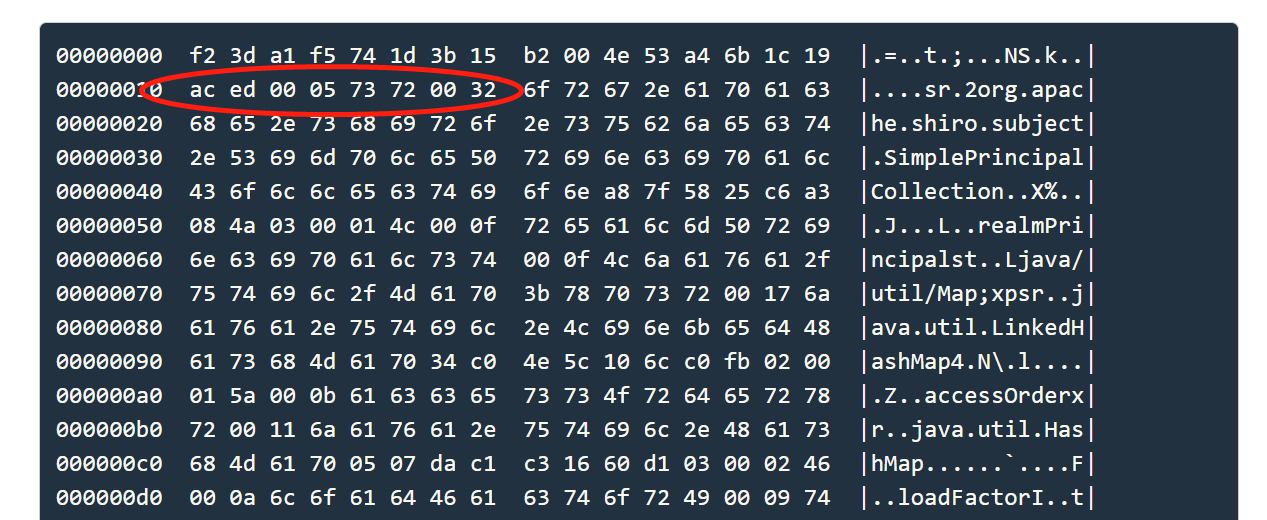 00000000  f2 3d a1 f5 74 1d 3b 15  b2 00 4e 53 a4 6b 1c 19  |.=..t.;...NS.k..|
00000010  ac ed 00 05 73 72 00 32  6f 72 67 2e 61 70 61 63  |....sr.2org.apac|
00000020  68 65 2e 73 68 69 72 6f  2e 73 75 62 6a 65 63 74  |he.shiro.subject|
00000030  2e 53 69 6d 70 6c 65 50  72 69 6e 63 69 70 61 6c  |.SimplePrincipal|
00000040  43 6f 6c 6c 65 63 74 69  6f 6e a8 7f 58 25 c6 a3  |Collection..X%..|
00000050  08 4a 03 00 01 4c 00 0f  72 65 61 6c 6d 50 72 69  |.J...L..realmPri|
00000060  6e 63 69 70 61 6c 73 74  00 0f 4c 6a 61 76 61 2f  |ncipalst..Ljava/|
00000070  75 74 69 6c 2f 4d 61 70  3b 78 70 73 72 00 17 6a  |util/Map;xpsr..j|
00000080  61 76 61 2e 75 74 69 6c  2e 4c 69 6e 6b 65 64 48  |ava.util.LinkedH|
00000090  61 73 68 4d 61 70 34 c0  4e 5c 10 6c c0 fb 02 00  |ashMap4.N\.l....|
000000a0  01 5a 00 0b 61 63 63 65  73 73 4f 72 64 65 72 78  |.Z..accessOrderx|
000000b0  72 00 11 6a 61 76 61 2e  75 74 69 6c 2e 48 61 73  |r..java.util.Has|
000000c0  68 4d 61 70 05 07 da c1  c3 16 60 d1 03 00 02 46  |hMap......`....F|
000000d0  00 0a 6c 6f 61 64 46 61  63 74 6f 72 49 00 09 74  |..loadFactorI..t|